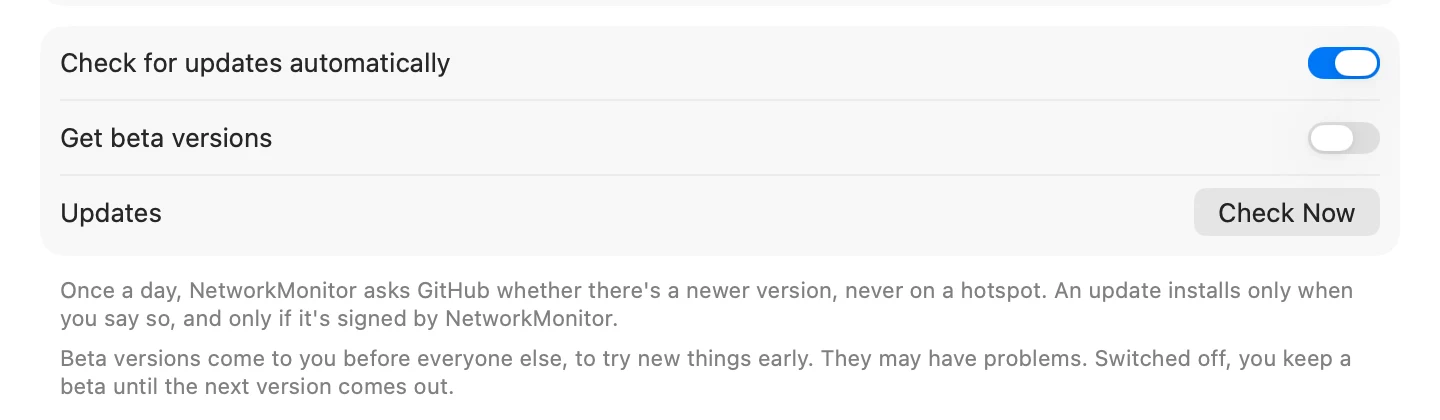 Check for updates automatically
Get beta versions
Updates
Check Now
Once a day, NetworkMonitor asks GitHub whether there's a newer version, never on a hotspot. An update installs only when
you say so, and only if it's signed by NetworkMonitor.
Beta versions come to you before everyone else, to try new things early. They may have problems. Switched off, you keep a
beta until the next version comes out.